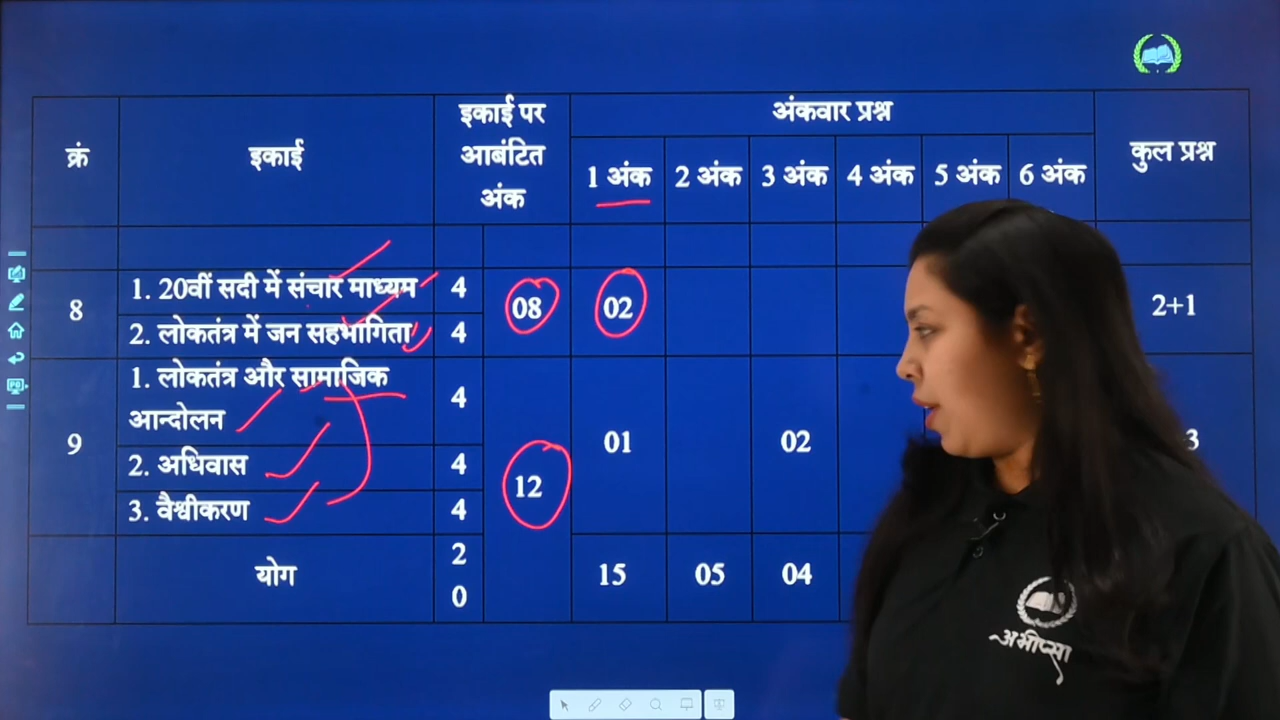 क्रं
इकाई
इकाई पर
आबंटित
अंक
अंकवार प्रश्न
1 अंक 2 अंक 3 अंक 4 अंक 5 अंक 6 अंक
कुल प्रश्न
8
1. 20वीं सदी में संचार माध्यम 4
2. लोकतंत्र में जन सहभागिता 4
08 02 2+1
9
1. लोकतंत्र और सामाजिक
आन्दोलन 4
2. अधिवास 4
3. वैश्वीकरण 4
12 01 02 3
योग 2
0
15 05 04
अभीप्सा